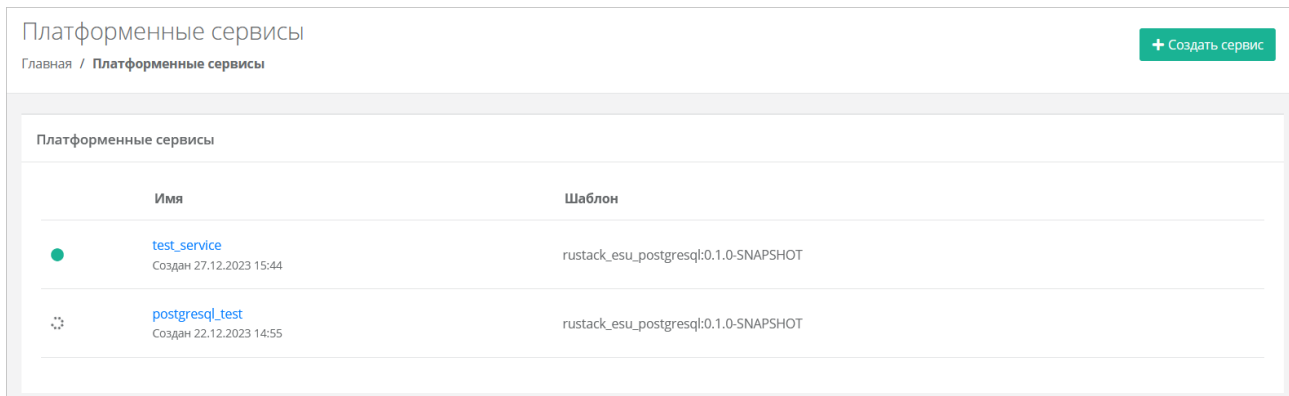 Платформенные сервисы
+ Создать сервис
Главная / Платформенные сервисы
Платформенные сервисы
Имя Шаблон
test_service
Создан 27.12.2023 15:44
rustack_esu_postgresql:0.1.0-SNAPSHOT
postgresql_test
Создан 22.12.2023 14:55
rustack_esu_postgresql:0.1.0-SNAPSHOT